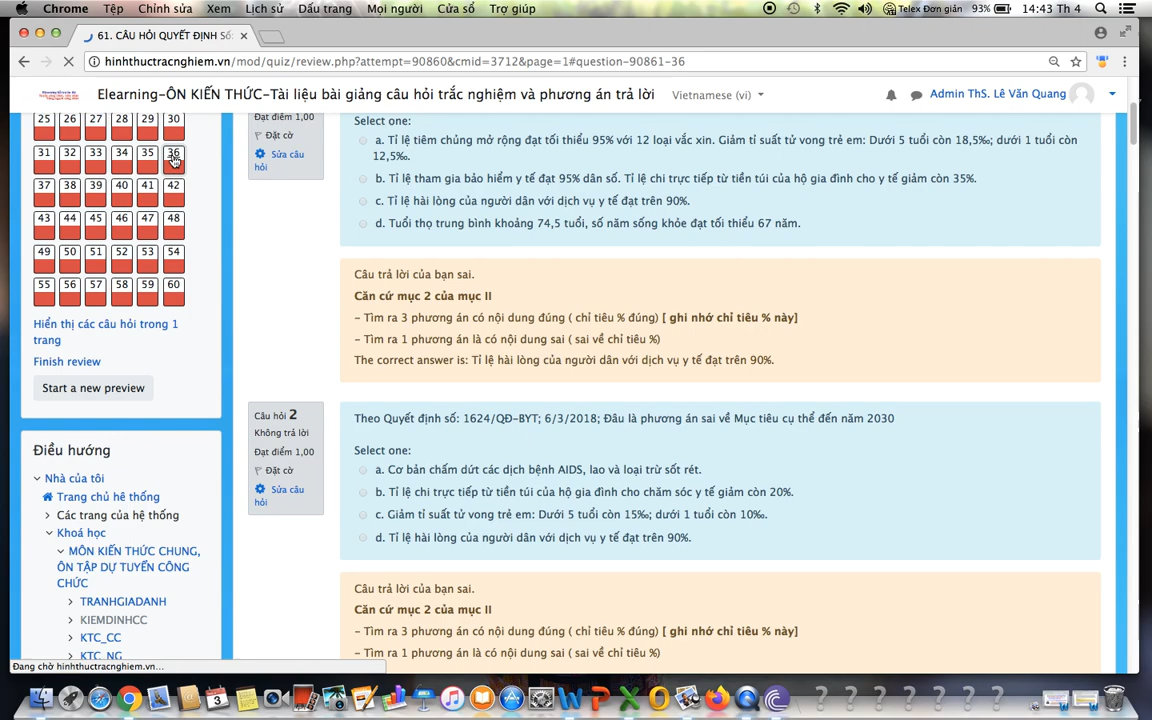 Chrome Tệp Chỉnh sửa Xem Lịch sử Dấu trang Mọi người Cửa sổ Trợ giúp Telex Đơn giản 93% 14:43 Th 4
61. CÂU HỎI QUYẾT ĐỊNH Số:
hinhthuctracnghiem.vn/mod/quiz/review.php?attempt=90860&cmid=3712&page=1#question-90861-36
Elearning-ÔN KIẾN THỨC-Tài liệu bài giảng câu hỏi trắc nghiệm và phương án trả lời Vietnamese (vi) Admin ThS. Lê Văn Quang
25 26 27 28 29 30
31 32 33 34 35 36
37 38 39 40 41 42
43 44 45 46 47 48
49 50 51 52 53 54
55 56 57 58 59 60
Hiển thị các câu hỏi trong 1
trang
Finish review
Start a new preview
Điều hướng
Nhà của tôi
Trang chủ hê thống
Các trang của hệ thống
Khoá học
MÔN KIẾN THỨC CHUNG,
ÔN TẬP DỰ TUYỂN CÔNG
CHỨC
TRANHGIADANH
KIEMDINHCC
KTC_CC
KTC_NG
Đang chờ hinhthuctracnghiem.vn...
Đạt điểm 1,00
Đặt cờ
Sửa câu
hỏi
Select one:
a. Tỉ lệ tiêm chủng mở rộng đạt tối thiểu 95% với 12 loại vắc xin. Giảm tỉ suất tử vong trẻ em: Dưới 5 tuổi còn 18,5‰; dưới 1 tuổi còn
12,5‰.
b. Tỉ lệ tham gia bảo hiểm y tế đạt 95% dân số. Tỉ lệ chi trực tiếp từ tiền túi của hộ gia đình cho y tế giảm còn 35%.
c. Tỉ lệ hài lòng của người dân với dịch vụ y tế đạt trên 90%.
d. Tuổi thọ trung bình khoảng 74,5 tuổi, số năm sống khỏe đạt tối thiểu 67 năm.
Câu trả lời của bạn sai.
Căn cứ mục 2 của mục II
- Tìm ra 3 phương án có nội dung đúng ( chỉ tiêu % đúng) [ ghi nhớ chỉ tiêu % này]
- Tìm ra 1 phương án là có nội dung sai ( sai về chỉ tiêu %)
The correct answer is: Tỉ lệ hài lòng của người dân với dịch vụ y tế đạt trên 90%.
Câu hỏi 2
Không trả lời
Đạt điểm 1,00
Đặt cờ
Sửa câu
hỏi
Theo Quyết định số: 1624/QĐ-BYT; 6/3/2018; Đâu là phương án sai về Mục tiêu cụ thể đến năm 2030
Select one:
a. Cơ bản chấm dứt các dịch bệnh AIDS, lao và loại trừ sốt rét.
b. Tỉ lệ chi trực tiếp từ tiền túi của hộ gia đình cho chăm sóc y tế giảm còn 20%.
c. Giảm tỉ suất tử vong trẻ em: Dưới 5 tuổi còn 15‰; dưới 1 tuổi còn 10‰.
d. Tỉ lệ hài lòng của người dân với dịch vụ y tế đạt trên 90%.
Câu trả lời của bạn sai.
Căn cứ mục 2 của mục II
- Tìm ra 3 phương án có nội dung đúng ( chỉ tiêu % đúng) [ ghi nhớ chỉ tiêu % này]
- Tìm ra 1 phương án là có nội dung sai ( sai về chỉ tiêu %)